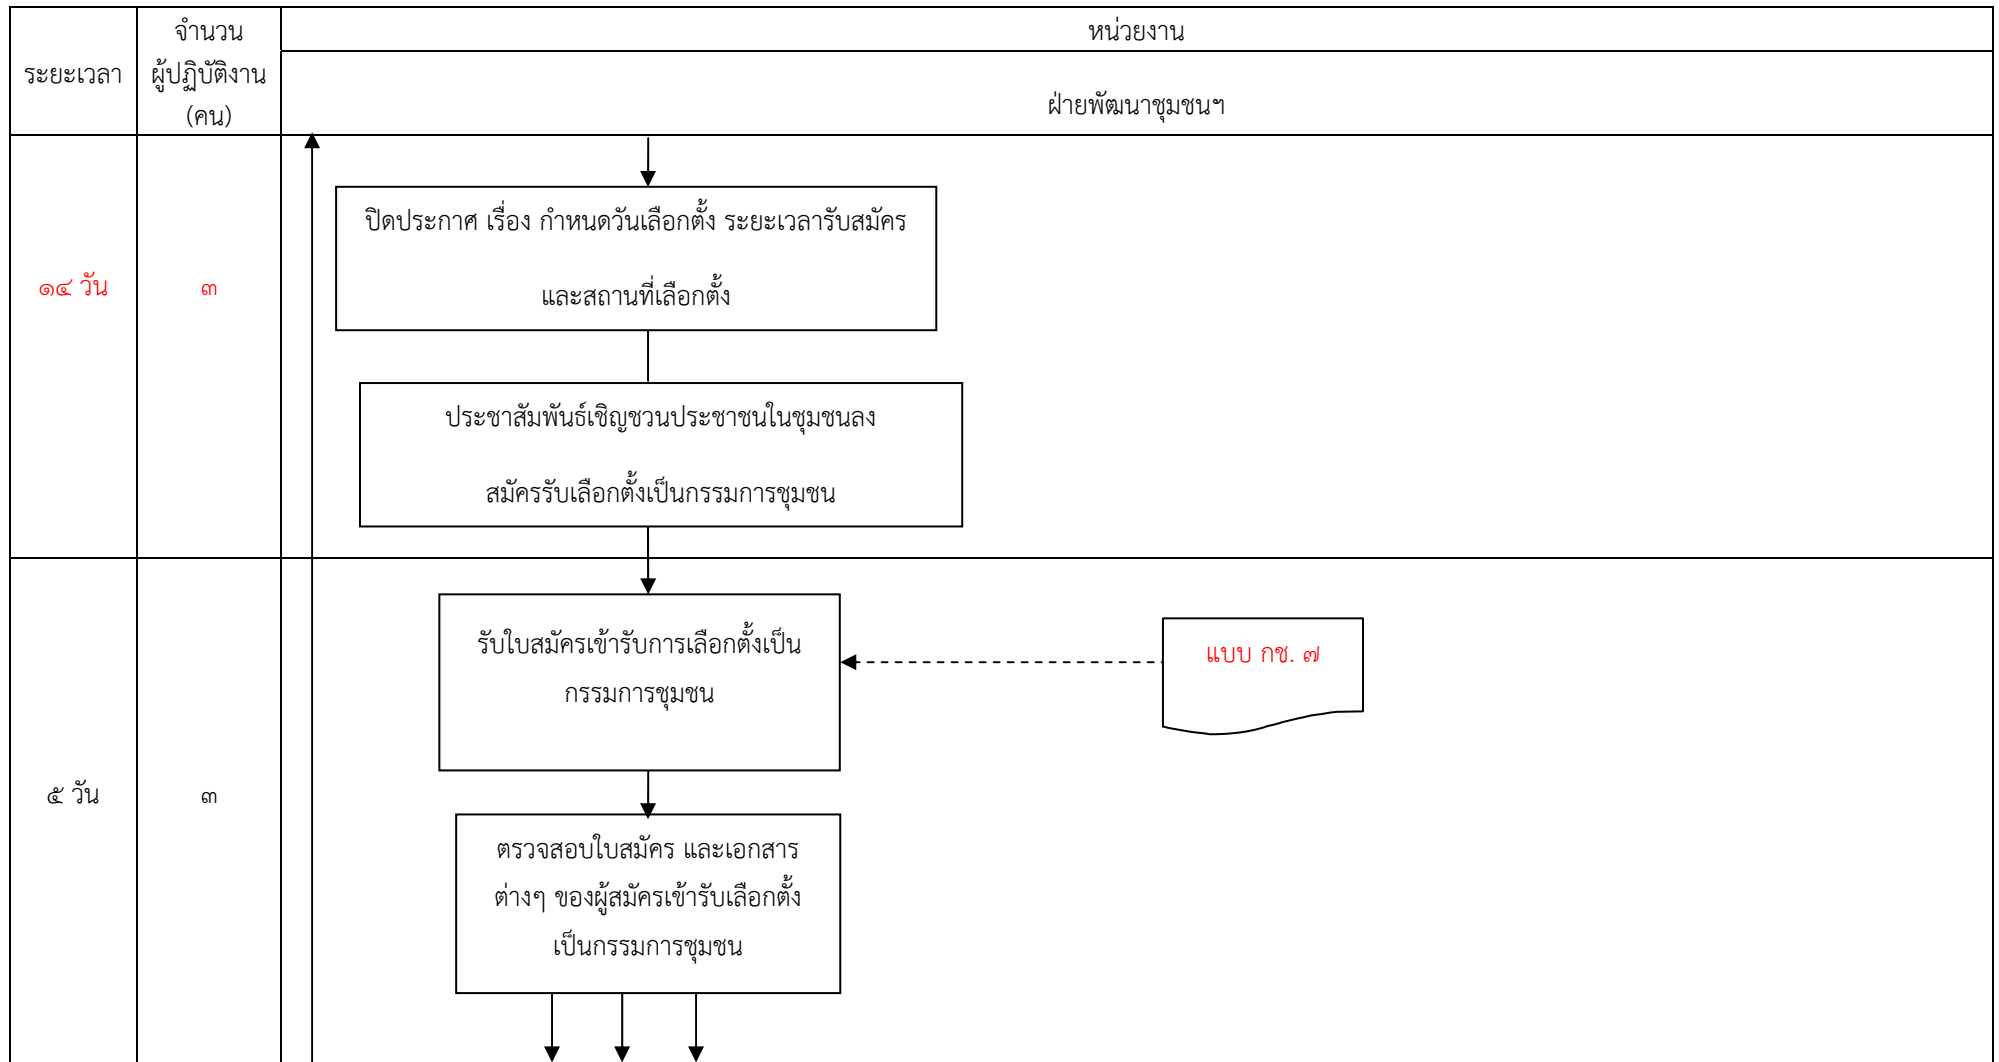 ระยะเวลา
จำนวน
ผู้ปฏิบัติงาน
(คน)
หน่วยงาน
ฝ่ายพัฒนาชุมชนฯ
๑๔ วัน
๓
ปิดประกาศ เรื่อง กำหนดวันเลือกตั้ง ระยะเวลารับสมัคร
และสถานที่เลือกตั้ง
ประชาสัมพันธ์เชิญชวนประชาชนในชุมชนลง
สมัครรับเลือกตั้งเป็นกรรมการชุมชน
๕ วัน
๓
รับใบสมัครเข้ารับการเลือกตั้งเป็น
กรรมการชุมชน
แบบ กช. ๗
ตรวจสอบใบสมัคร และเอกสาร
ต่างๆ ของผู้สมัครเข้ารับเลือกตั้ง
เป็นกรรมการชุมชน